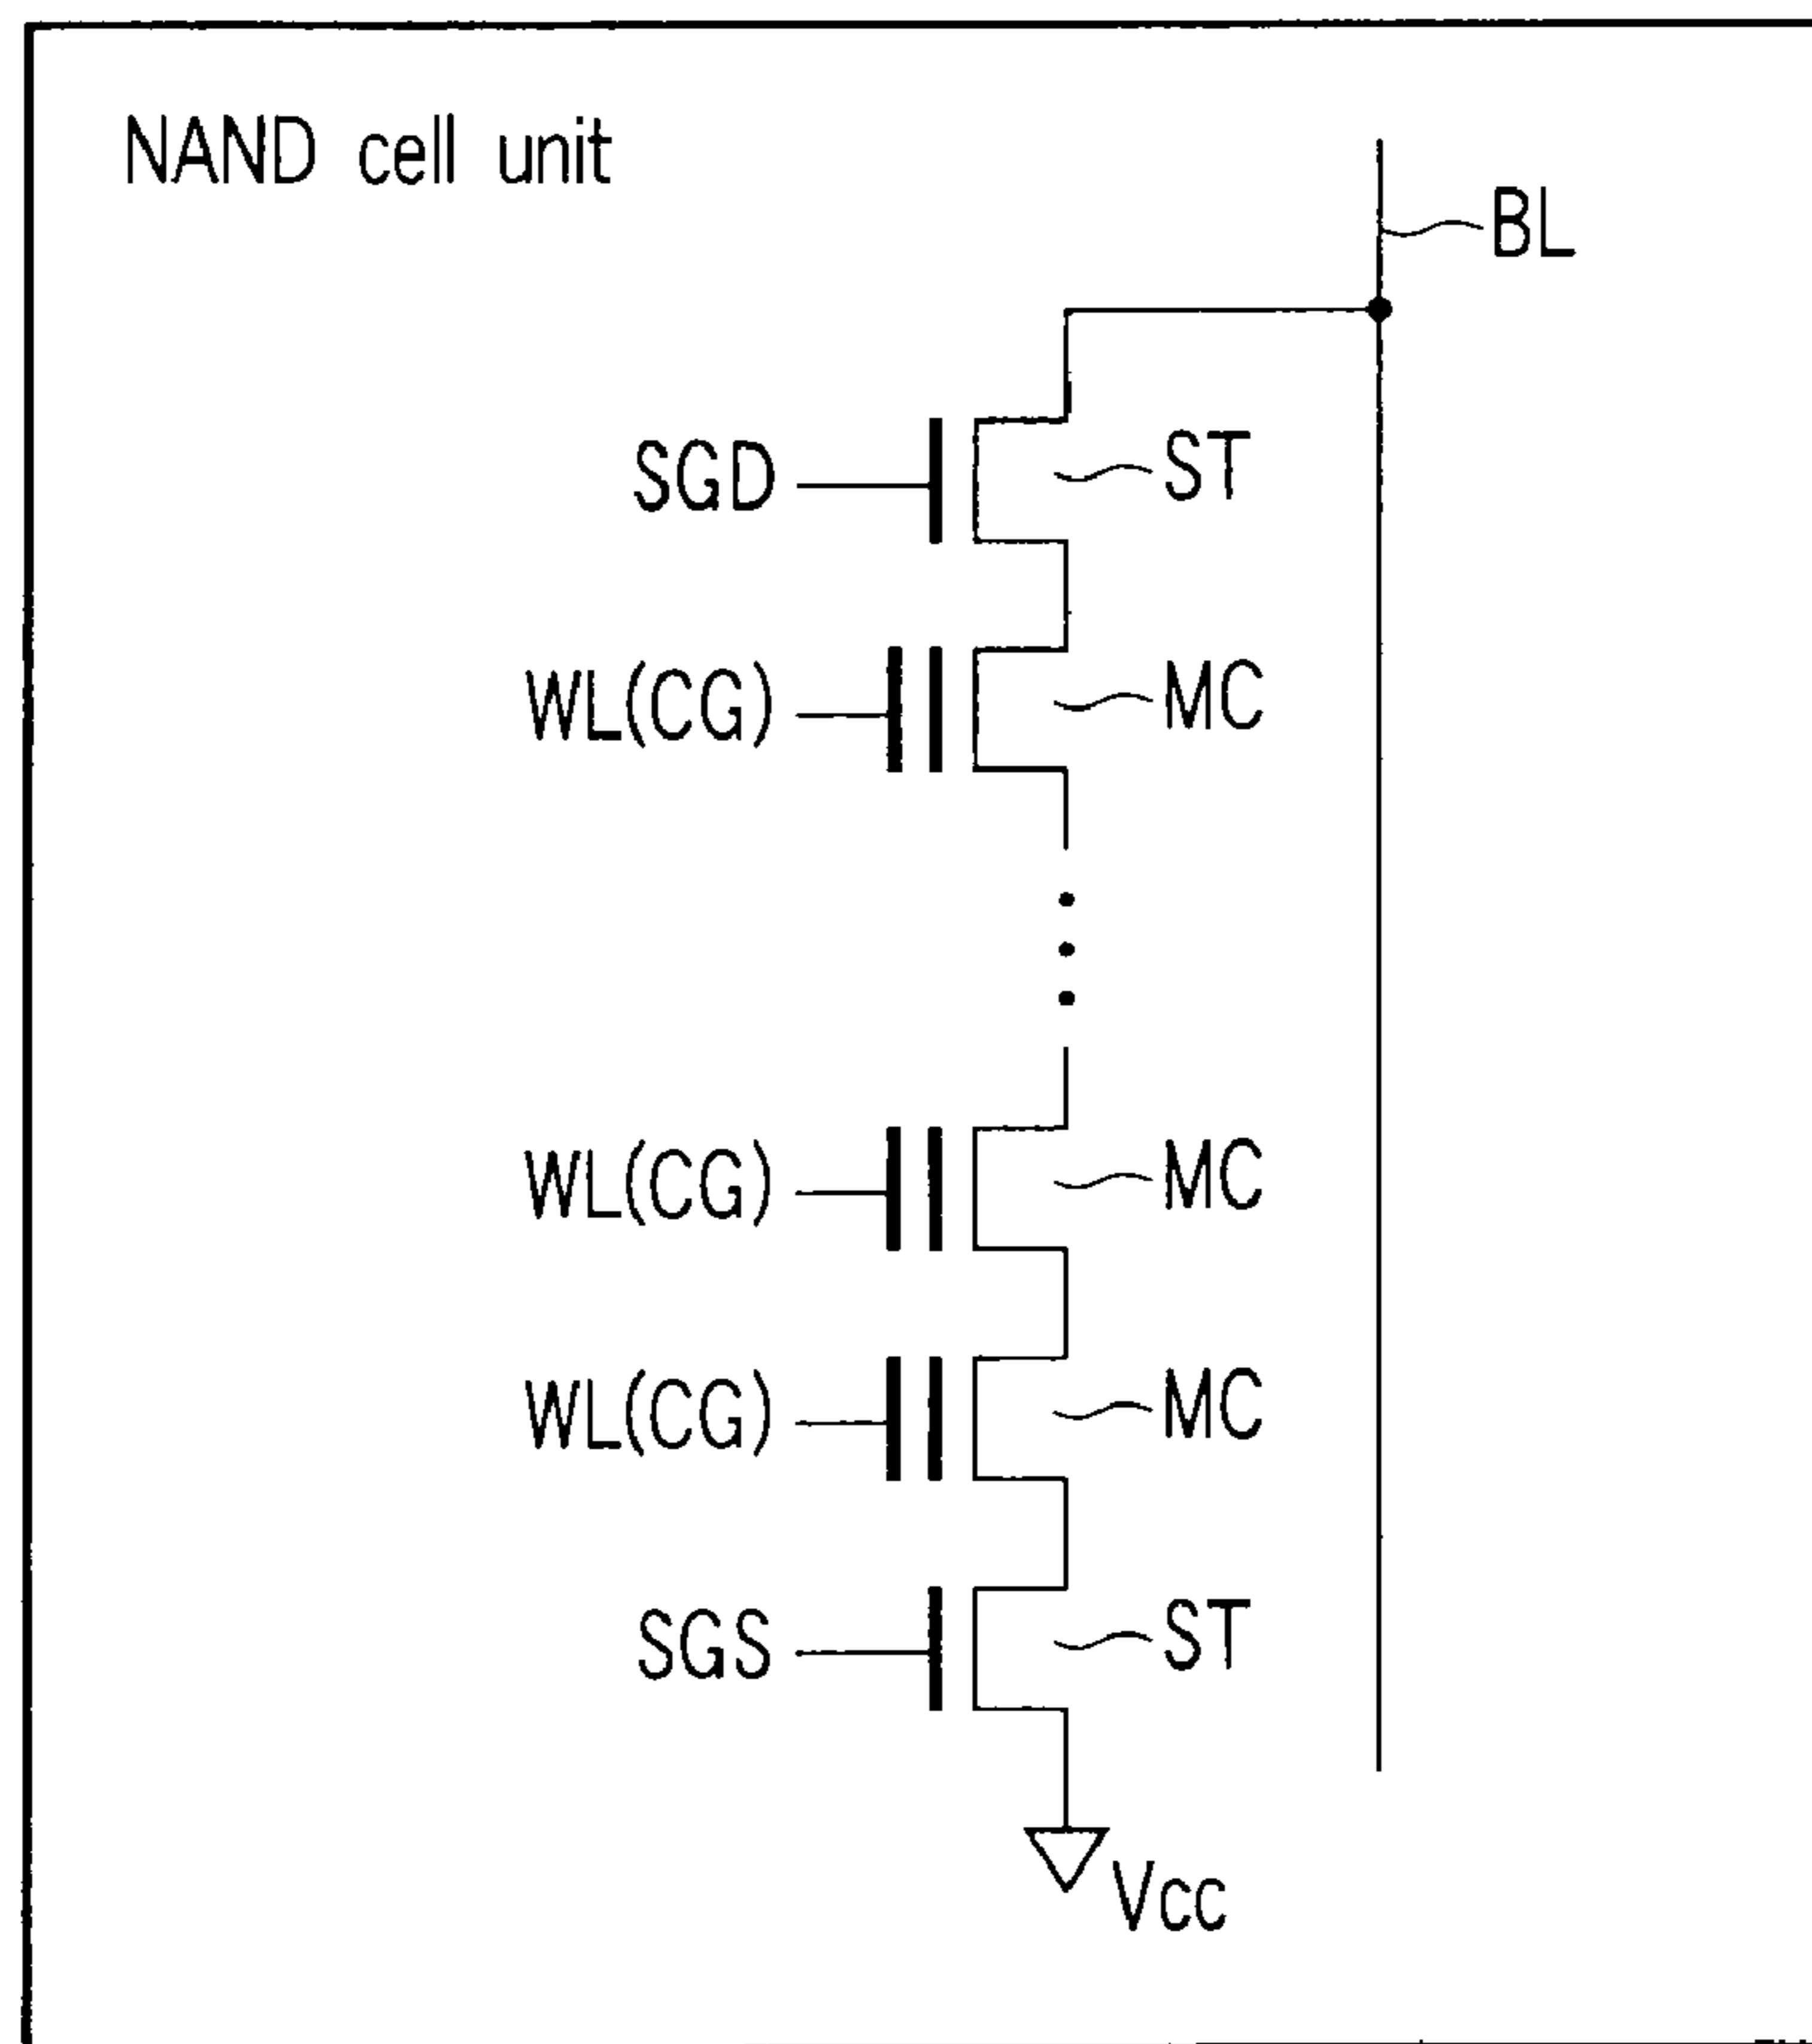 NAND cell unit
BL
SGD ST
WL(CG) MC
WL(CG) MC
WL(CG) MC
SGS ST
Vcc